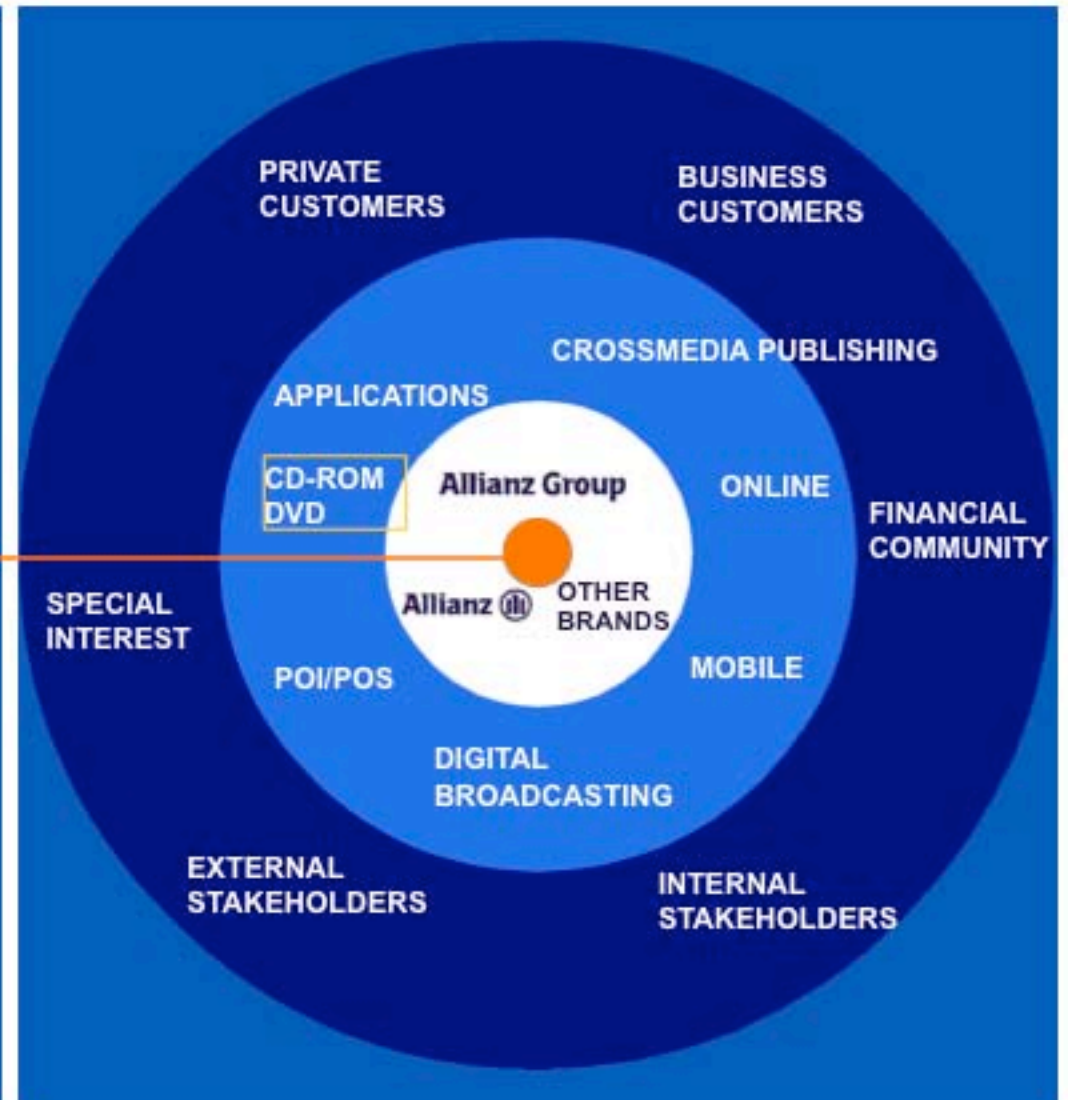 PRIVATE
CUSTOMERS
BUSINESS
CUSTOMERS
CROSSMEDIA PUBLISHING
APPLICATIONS
CD-ROM
DVD
Allianz Group
ONLINE
FINANCIAL
COMMUNITY
SPECIAL
INTEREST
Allianz
OTHER
BRANDS
POI/POS
MOBILE
DIGITAL
BROADCASTING
EXTERNAL
STAKEHOLDERS
INTERNAL
STAKEHOLDERS